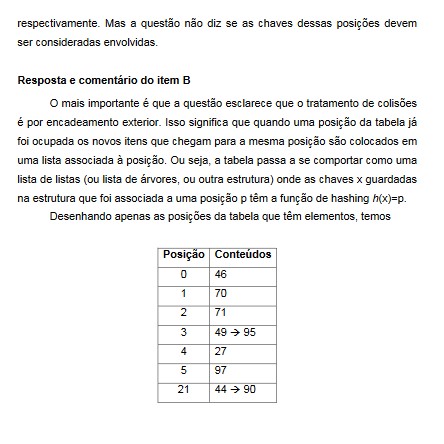 respectivamente. Mas a questão não diz se as chaves dessas posições devem
ser consideradas envolvidas.
Resposta e comentário do item B
O mais importante é que a questão esclarece que o tratamento de colisões
é por encadeamento exterior. Isso significa que quando uma posição da tabela já
foi ocupada os novos itens que chegam para a mesma posição são colocados em
uma lista associada à posição. Ou seja, a tabela passa a se comportar como uma
lista de listas (ou lista de árvores, ou outra estrutura) onde as chaves x guardadas
na estrutura que foi associada a uma posição p têm a função de hashing h(x)=p.
Desenhando apenas as posições da tabela que têm elementos, temos
Posição Conteúdos
0 46
1 70
2 71
3 49 → 95
4 27
5 97
21 44 → 90